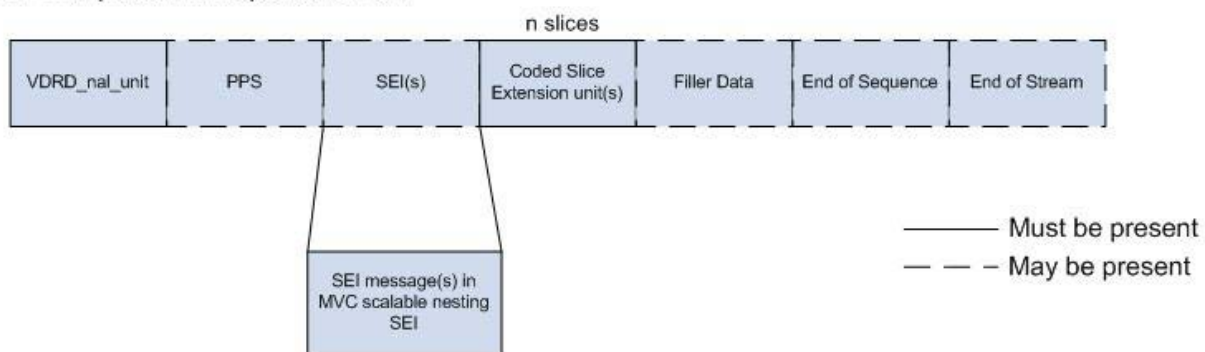 n slices
VDRD_nal_unit
PPS
SEI(s)
Coded Slice
Extension unit(s)
Filler Data
End of Sequence
End of Stream
SEI message(s) in
MVC scalable nesting
SEI
Must be present
May be present